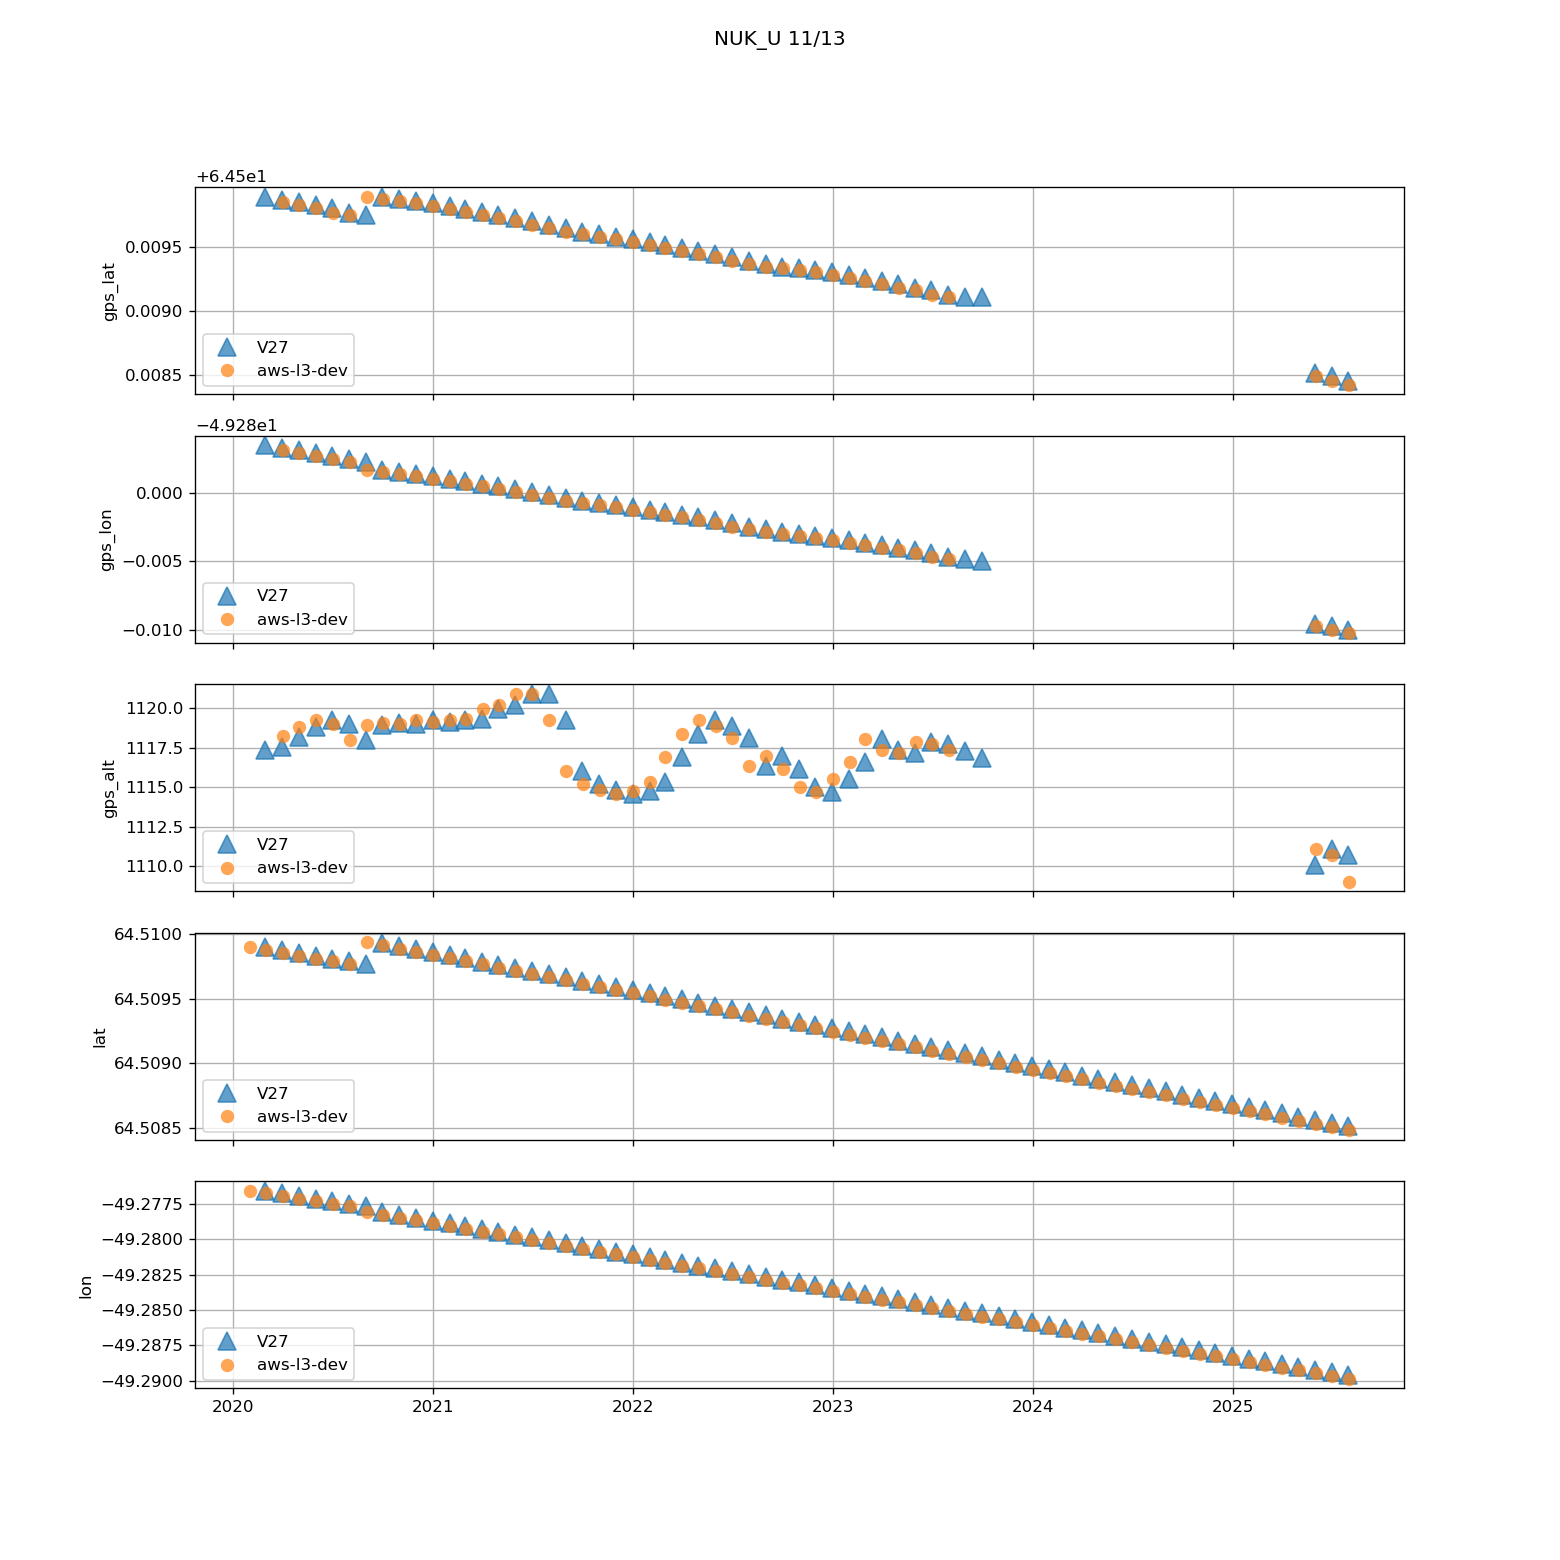 NUK_U 11/13
+6.45e1
gps_lat
0.0095
0.0090
0.0085
V27
aws-l3-dev
−4.928e1
gps_lon
0.000
−0.005
−0.010
V27
aws-l3-dev
gps_alt
1120.0
1117.5
1115.0
1112.5
1110.0
V27
aws-l3-dev
lat
64.5100
64.5095
64.5090
64.5085
V27
aws-l3-dev
lon
−49.2775
−49.2800
−49.2825
−49.2850
−49.2875
−49.2900
V27
aws-l3-dev
2020 2021 2022 2023 2024 2025